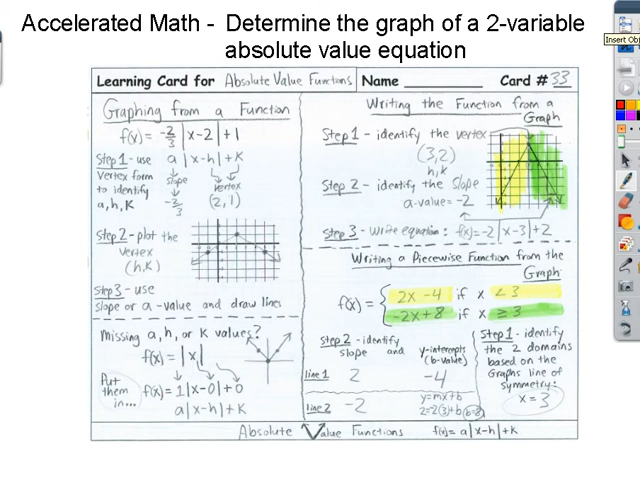 Accelerated Math - Determine the graph of a 2-variable
absolute value equation
Insert Obj
Learning Card for Absolute Value Functions Name __________ Card # 33
Graphing from a Function
f(x) = -2/3 |x-2| + 1
Step 1 - use a|x-h|+K
Vertex form
to identify
a, h, K
slope
vertex
-2/3
(2, 1)
Step 2 - plot the
vertex
(h, K)
Step 3 - use
slope or a-value and draw lines
Missing a, h, or K values?
f(x) = |x|
Put
them
in...
f(x) = 1|x-0|+0
a|x-h|+K
Writing the Function from a
Graph
Step 1 - identify the vertex
(3,2)
h, K
Step 2 - identify the slope
a-value = -2
Step 3 - Write equation: f(x) = -2|x-3|+2
Writing a Piecewise Function from the
Graph
f(x) = { 2x-4 if x < 3
-2x+8 if x ≥ 3
Step 2 - identify
slope and
y-intercepts
(b-value)
line 1 2 -4
line 2 -2
y=mx+b
2=-2(3)+b b=8
Step 1 - identify
the 2 domains
based on the
Graphs line of
symmetry:
x = 3
Absolute Value Functions f(x) = a|x-h|+K